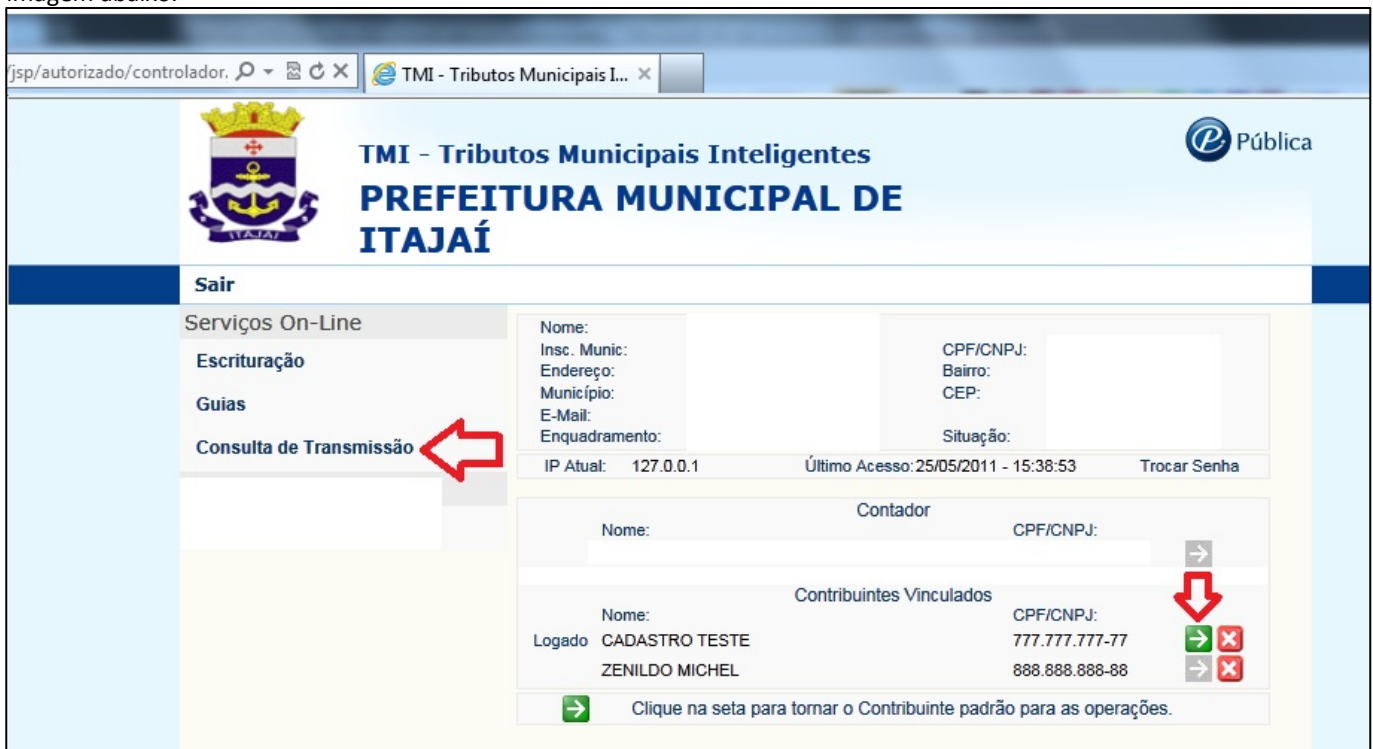 imagem abaixo.
/jsp/autorizado/controlador.
TMI - Tributos Municipais I...
TMI - Tributos Municipais Inteligentes
Pública
PREFEITURA MUNICIPAL DE
ITAJAÍ
ITAJAI
Sair
Serviços On-Line
Escrituração
Guias
Consulta de Transmissão
Nome:
Insc. Munic: CPF/CNPJ:
Endereço: Bairro:
Município: CEP:
E-Mail:
Enquadramento: Situação:
IP Atual: 127.0.0.1 Último Acesso: 25/05/2011 - 15:38:53 Trocar Senha
Contador
Nome: CPF/CNPJ:
Contribuintes Vinculados
Nome: CPF/CNPJ:
Logado CADASTRO TESTE 777.777.777-77
ZENILDO MICHEL 888.888.888-88
Clique na seta para tornar o Contribuinte padrão para as operações.